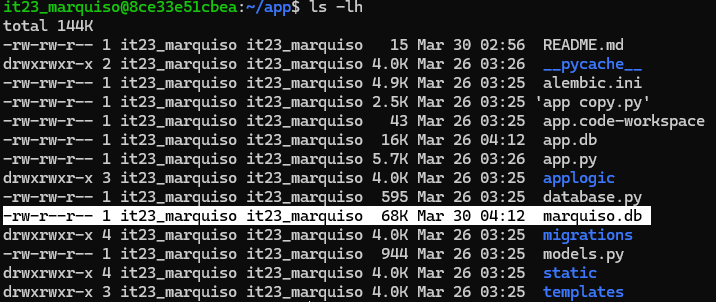 it23_marquiso@8ce33e51cbea:~/app$ ls -lh
total 144K
-rw-rw-r-- 1 it23_marquiso it23_marquiso   15 Mar 30 02:56  README.md
drwxrwxr-x 2 it23_marquiso it23_marquiso 4.0K Mar 26 03:26  __pycache__
-rw-rw-r-- 1 it23_marquiso it23_marquiso 4.9K Mar 26 03:25  alembic.ini
-rw-rw-r-- 1 it23_marquiso it23_marquiso 2.5K Mar 26 03:25 'app copy.py'
-rw-rw-r-- 1 it23_marquiso it23_marquiso   43 Mar 26 03:25  app.code-workspace
-rw-rw-r-- 1 it23_marquiso it23_marquiso  16K Mar 26 04:12  app.db
-rw-rw-r-- 1 it23_marquiso it23_marquiso 5.7K Mar 26 03:26  app.py
drwxrwxr-x 3 it23_marquiso it23_marquiso 4.0K Mar 26 03:25  applogic
-rw-rw-r-- 1 it23_marquiso it23_marquiso  595 Mar 26 03:25  database.py
-rw-r--r-- 1 it23_marquiso it23_marquiso  68K Mar 30 04:12  marquiso.db
drwxrwxr-x 4 it23_marquiso it23_marquiso 4.0K Mar 26 03:25  migrations
-rw-rw-r-- 1 it23_marquiso it23_marquiso  944 Mar 26 03:25  models.py
drwxrwxr-x 4 it23_marquiso it23_marquiso 4.0K Mar 26 03:25  static
drwxrwxr-x 3 it23_marquiso it23_marquiso 4.0K Mar 26 03:25  templates